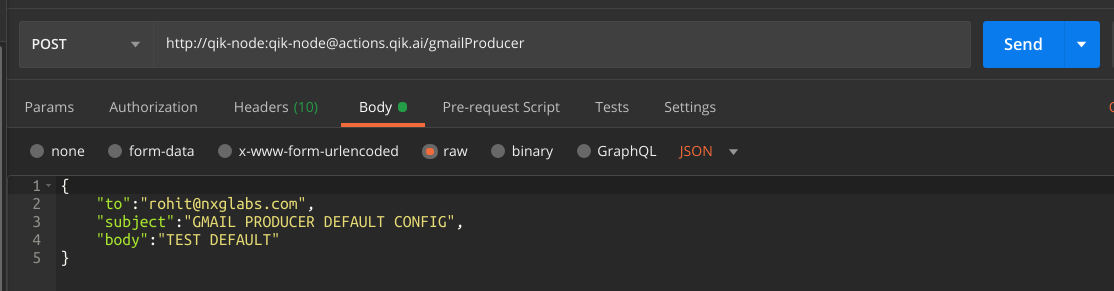 POST http://qik-node:qik-node@actions.qik.ai/gmailProducer Send
Params Authorization Headers (10) Body Pre-request Script Tests Settings
none form-data x-www-form-urlencoded raw binary GraphQL JSON
1 {
2 "to":"rohit@nxglabs.com",
3 "subject":"GMAIL PRODUCER DEFAULT CONFIG",
4 "body":"TEST DEFAULT"
5 }